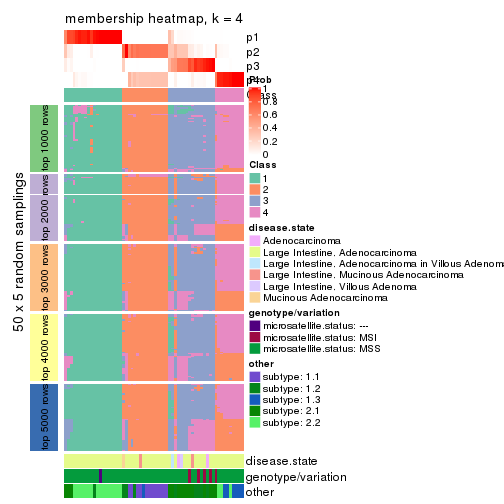 membership heatmap, k = 4
p1
p2
p3
p4
Class
Prob
1
0.8
0.6
0.4
0.2
0
Class
1
2
3
4
disease.state
Adenocarcinoma
Large Intestine. Adenocarcinoma
Large Intestine. Adenocarcinoma in Villous Adenom
Large Intestine. Mucinous Adenocarcinoma
Large Intestine. Villous Adenoma
Mucinous Adenocarcinoma
genotype/variation
microsatellite.status: ---
microsatellite.status: MSI
microsatellite.status: MSS
other
subtype: 1.1
subtype: 1.2
subtype: 1.3
subtype: 2.1
subtype: 2.2
50 x 5 random samplings
top 1000 rows
top 2000 rows
top 3000 rows
top 4000 rows
top 5000 rows
disease.state
genotype/variation
other